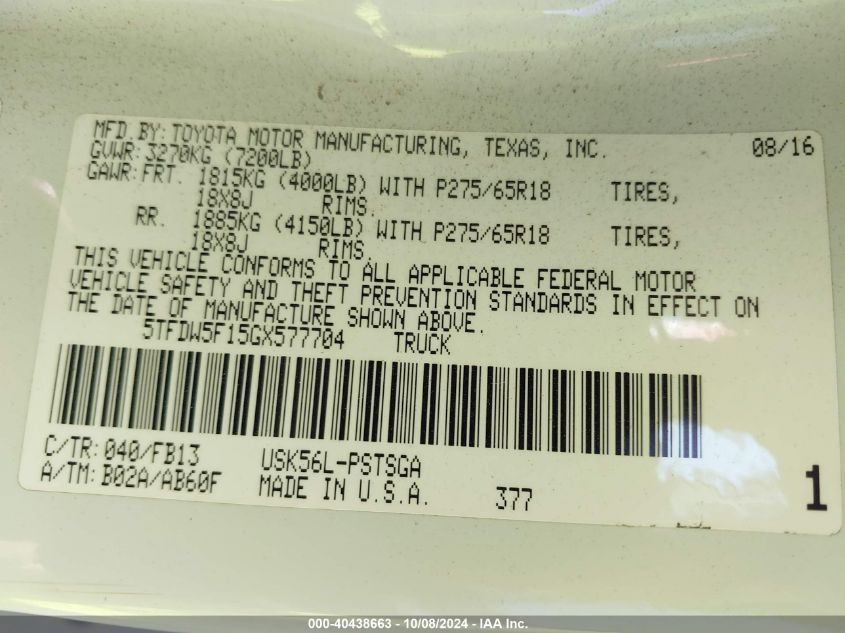 MFD.BY:TOYOTA MOTOR MANUFACTURING, TEXAS, INC. 08/16
GVWR:3270KG (7200LB)
GAWR:FRT. 1815KG (4000LB) WITH P275/65R18 TIRES,
18X8J RIMS,
RR. 1885KG (4150LB) WITH P275/65R18 TIRES,
18X8J RIMS,
THIS VEHICLE CONFORMS TO ALL APPLICABLE FEDERAL MOTOR
VEHICLE SAFETY AND THEFT PREVENTION STANDARDS IN EFFECT ON
THE DATE OF MANUFACTURE SHOWN ABOVE.
5TFDW5F15GX577704 TRUCK
C/TR:040/FB13 USK56L-PSTSGA
A/TM:B02A/AB60F MADE IN U.S.A. 377 1
000-40438663 - 10/08/2024 - IAA Inc.